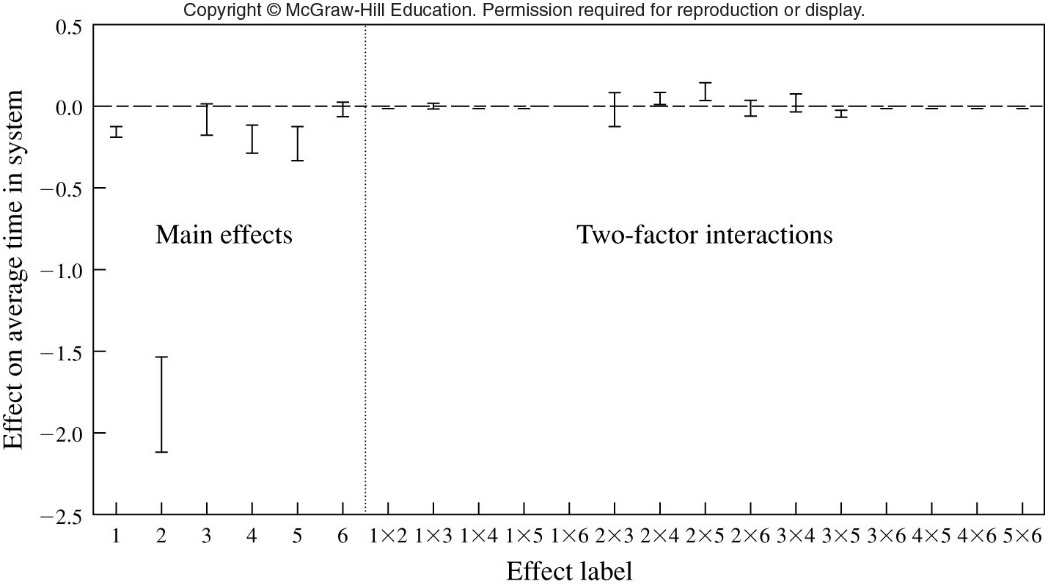 Copyright © McGraw-Hill Education. Permission required for reproduction or display.
Effect on average time in system
0.5
0.0
−0.5
−1.0
−1.5
−2.0
−2.5
Main effects
Two-factor interactions
1 2 3 4 5 6 1×2 1×3 1×4 1×5 1×6 2×3 2×4 2×5 2×6 3×4 3×5 3×6 4×5 4×6 5×6
Effect label